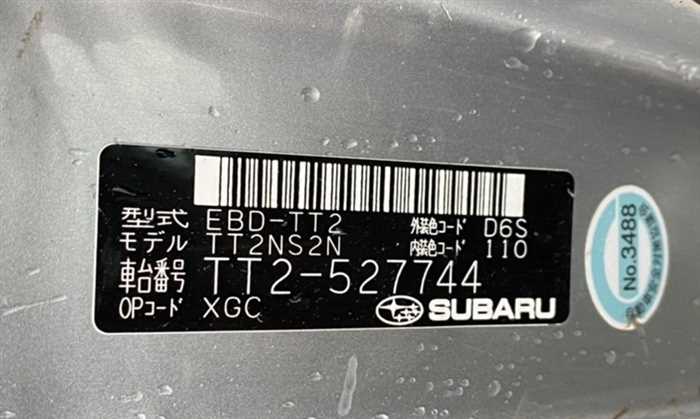 型式 EBD-TT2 外装色コード D6S
モデル TT2NS2N 内装色コード 110
車台番号 TT2-527744
OPコード XGC SUBARU
No.3488